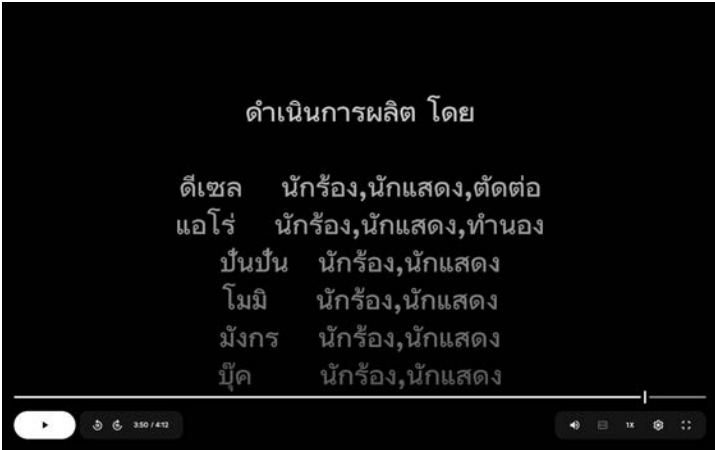 ดำเนินการผลิต โดย
ดีเซล นักร้อง,นักแสดง,ตัดต่อ
แอโร่ นักร้อง,นักแสดง,ทำนอง
ปั้นปั้น นักร้อง,นักแสดง
โมมิ นักร้อง,นักแสดง
มังกร นักร้อง,นักแสดง
บุ๊ค นักร้อง,นักแสดง
3:50 / 4:12 1X